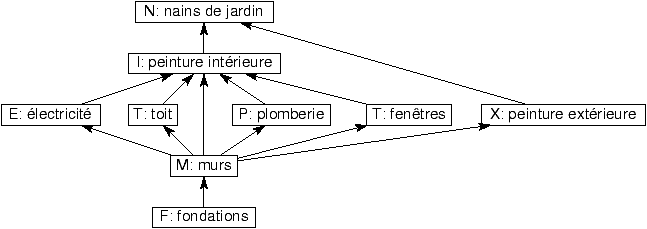 N: nains de jardin
I: peinture intérieure
E: électricité
T: toit
P: plomberie
T: fenêtres
X: peinture extérieure
M: murs
F: fondations